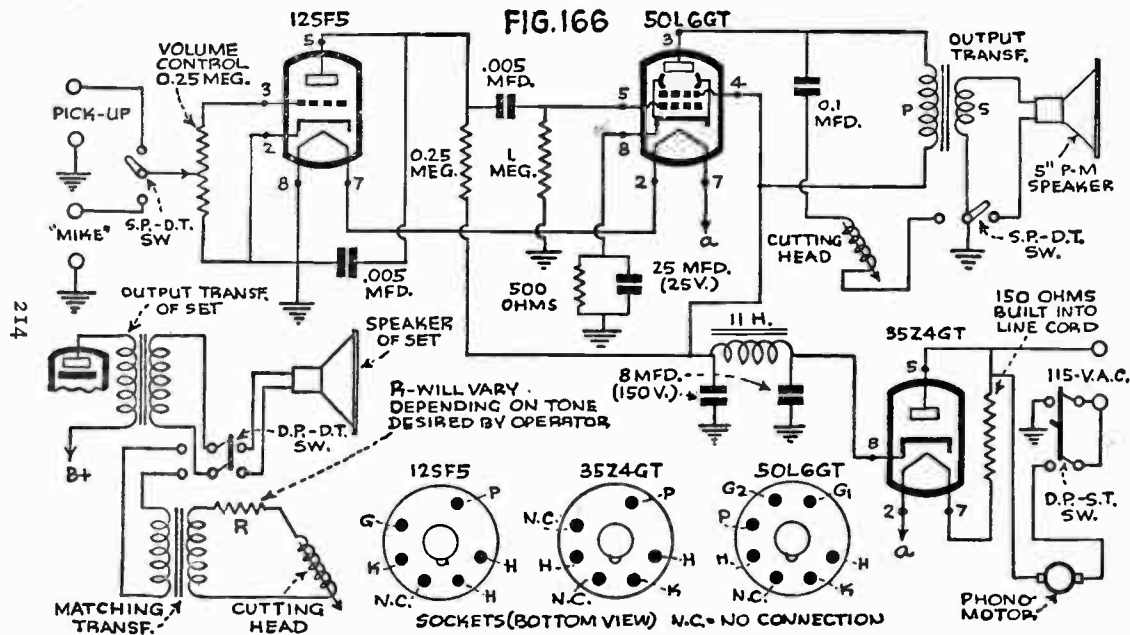 FIG.166
12SF5
50L6GT
5
3
VOLUME
CONTROL
0.25 MEG.
PICK-UP
3
2
8
7
S.P.-D.T.
SW.
"MIKE"
.005
MFD.
.005
MFD.
0.25
MEG.
1
MEG.
5
8
4
2
7
a
500
OHMS
25 MFD.
(25V.)
0.1
MFD.
OUTPUT
TRANSF.
P
S
5" P-M
SPEAKER
S.P.-D.T.
SW.
CUTTING
HEAD
214
OUTPUT TRANSF.
OF SET
SPEAKER
OF SET
B+
D.P.-D.T.
SW.
R-WILL VARY
DEPENDING ON TONE
DESIRED BY OPERATOR
R
MATCHING
TRANSF.
CUTTING
HEAD
11 H.
8 MFD.
(150 V.)
35Z4GT
5
8
2
7
a
150 OHMS
BUILT INTO
LINE CORD
115-V.A.C.
D.P.-S.T.
SW.
PHONO-
MOTOR
12SF5
P
G
K
H
N.C.
H
35Z4GT
P
N.C.
H
H
N.C.
K
50L6GT
G2
G1
P
H
H
N.C.
K
SOCKETS (BOTTOM VIEW) N.C.= NO CONNECTION